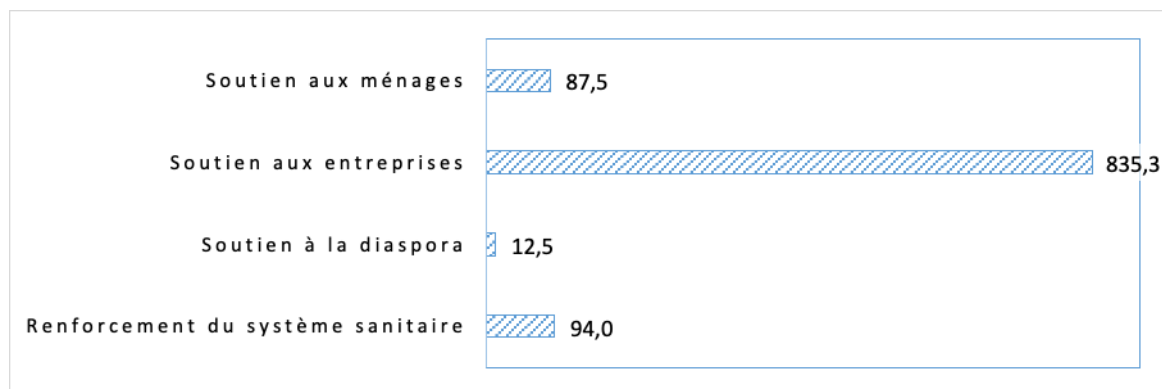 Soutien aux ménages 87,5
Soutien aux entreprises 835,3
Soutien à la diaspora 12,5
Renforcement du système sanitaire 94,0